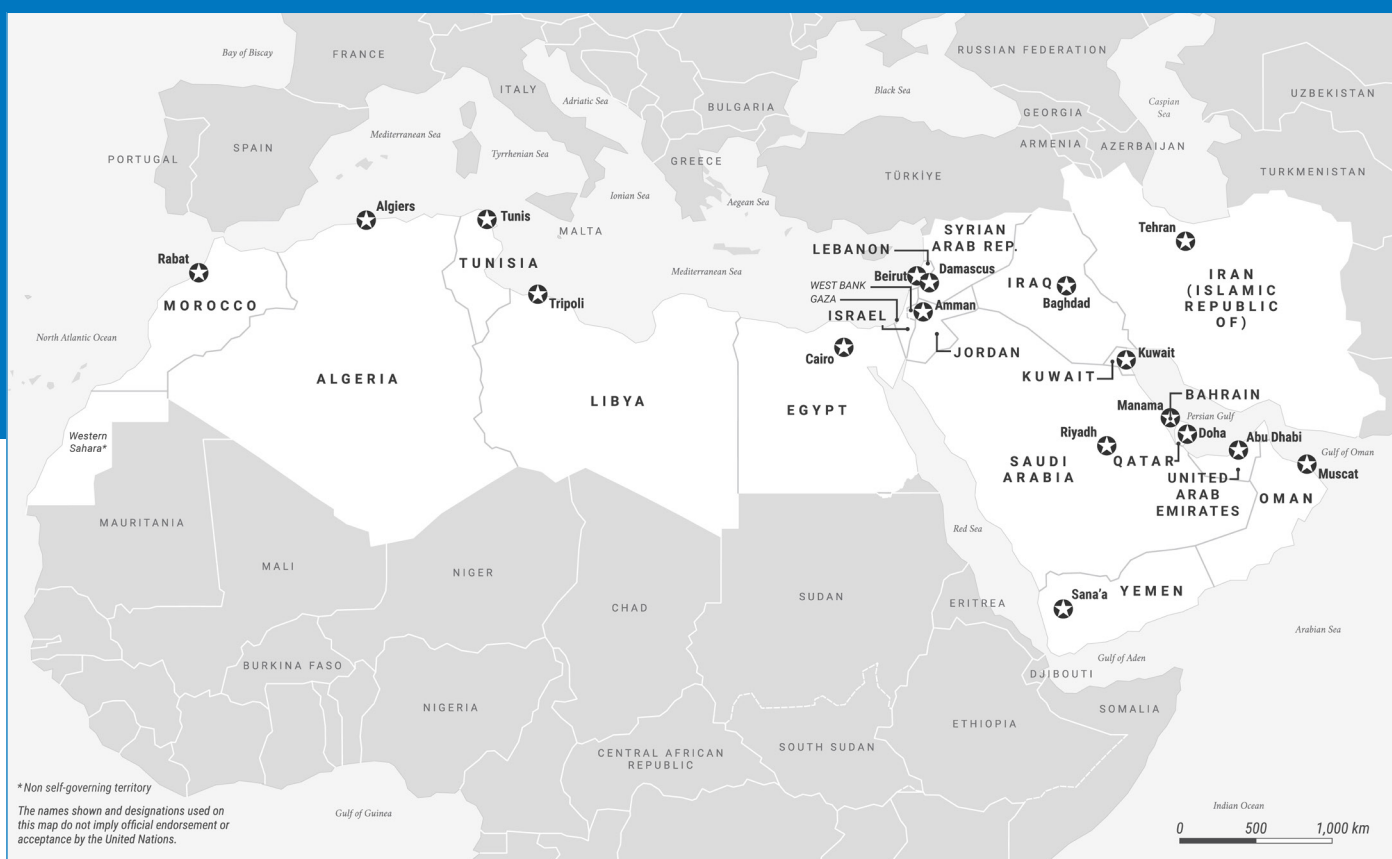 Bay of Biscay
FRANCE
RUSSIAN FEDERATION
ITALY
Adriatic Sea
Black Sea
Caspian
Sea
UZBEKISTAN
BULGARIA
GEORGIA
Mediterranean Sea
PORTUGAL
SPAIN
Tyrrhenian Sea
GREECE
ARMENIA
AZERBAIJAN
TÜRKİYE
TURKMENISTAN
Ionian Sea
Aegean Sea
Algiers
Tunis
MALTA
SYRIAN
ARAB REP.
Tehran
LEBANON
Rabat
TUNISIA
Mediterranean Sea
Beirut
Damascus
IRAQ
Baghdad
IRAN
(ISLAMIC
REPUBLIC
OF)
WEST BANK
GAZA
ISRAEL
Amman
MOROCCO
Tripoli
North Atlantic Ocean
Cairo
JORDAN
Kuwait
KUWAIT
ALGERIA
LIBYA
EGYPT
Manama
BAHRAIN
Persian Gulf
Western
Sahara*
Riyadh
Doha
Abu Dhabi
Gulf of Oman
SAUDI
ARABIA
QATAR
UNITED
ARAB
EMIRATES
Muscat
OMAN
MAURITANIA
Red Sea
MALI
NIGER
CHAD
SUDAN
ERITREA
Sana’a
YEMEN
Arabian Sea
BURKINA FASO
Gulf of Aden
DJIBOUTI
NIGERIA
ETHIOPIA
SOMALIA
CENTRAL AFRICAN
REPUBLIC
SOUTH SUDAN
*Non self-governing territory
The names shown and designations used on
this map do not imply official endorsement or
acceptance by the United Nations.
Gulf of Guinea
Indian Ocean
0 500 1,000 km